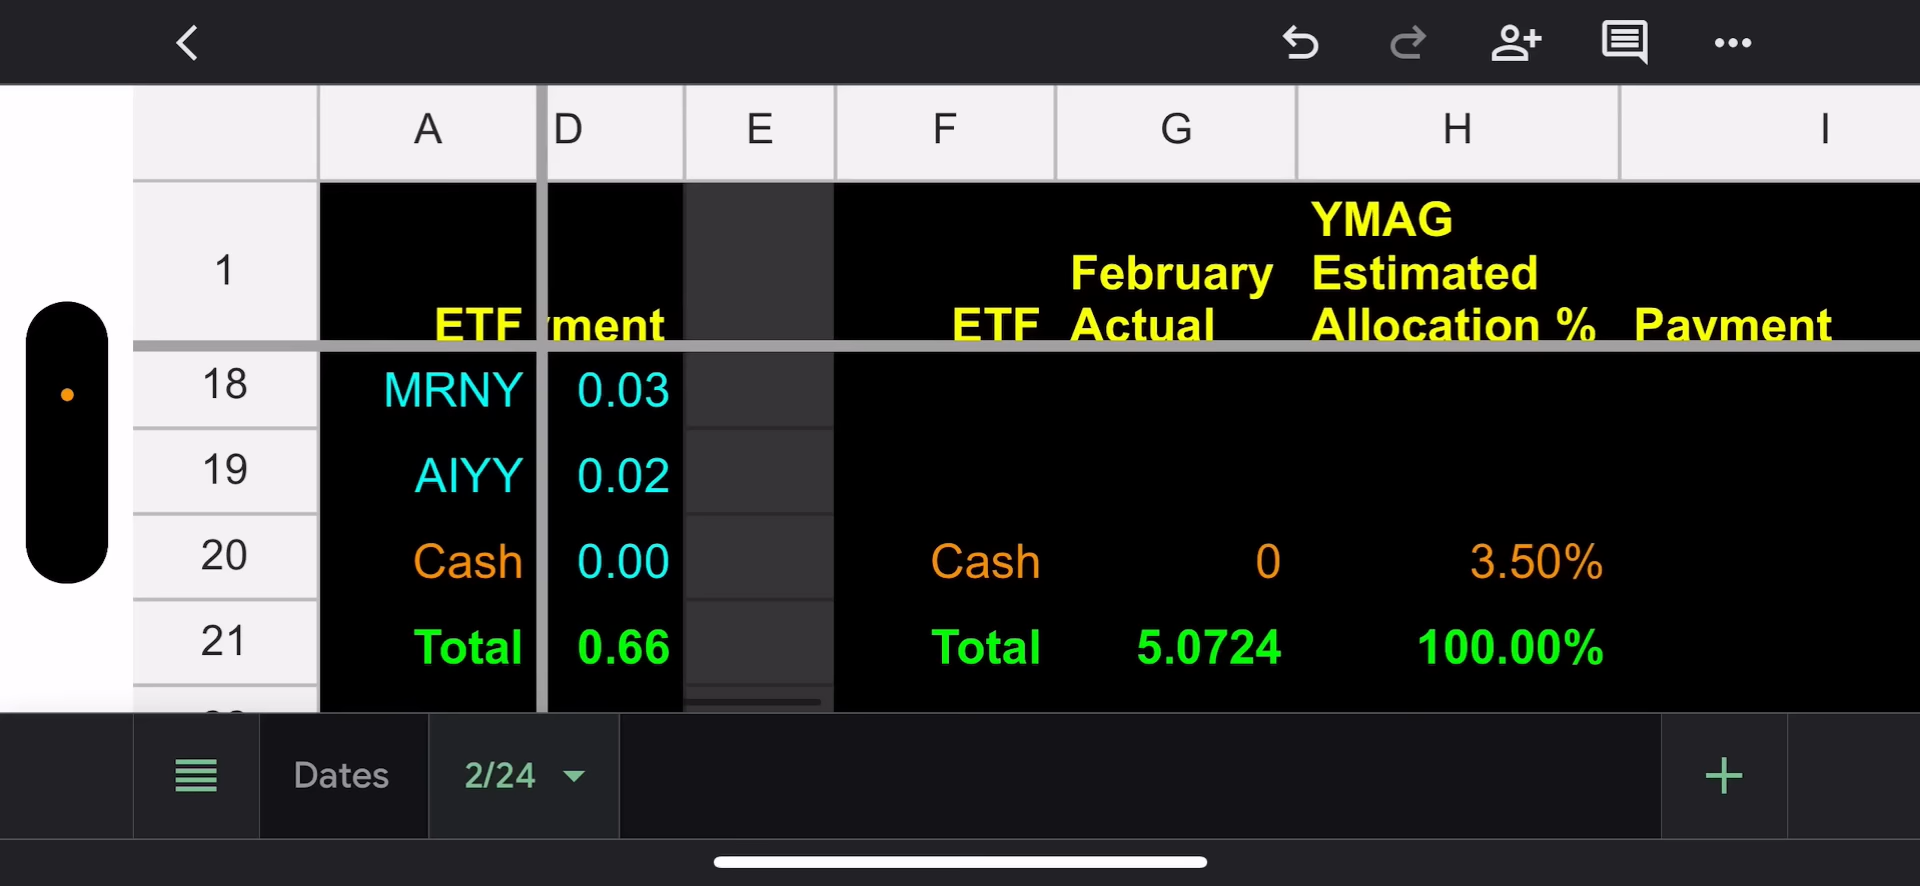 A D E F G H I
1 ETF yment ETF February Actual YMAG Estimated Allocation % Payment
18 MRNY 0.03
19 AIYY 0.02
20 Cash 0.00 Cash 0 3.50%
21 Total 0.66 Total 5.0724 100.00%
Dates 2/24